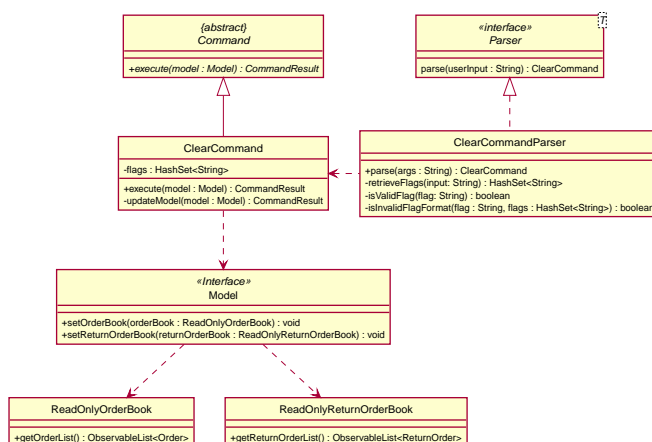 {abstract}
Command
+execute(model : Model) : CommandResult
«interface»
Parser
T
parse(userInput : String) : ClearCommand
ClearCommand
-flags : HashSet<String>
+execute(model : Model) : CommandResult
-updateModel(model : Model) : CommandResult
ClearCommandParser
+parse(args : String) : ClearCommand
-retrieveFlags(input: String) : HashSet<String>
-isValidFlag(flag: String) : boolean
-isInvalidFlagFormat(flag : String, flags : HashSet<String>) : boolean
«Interface»
Model
+setOrderBook(orderBook : ReadOnlyOrderBook) : void
+setReturnOrderBook(returnOrderBook : ReadOnlyReturnOrderBook) : void
ReadOnlyOrderBook
+getOrderList() : ObservableList<Order>
ReadOnlyReturnOrderBook
+getReturnOrderList() : ObservableList<ReturnOrder>